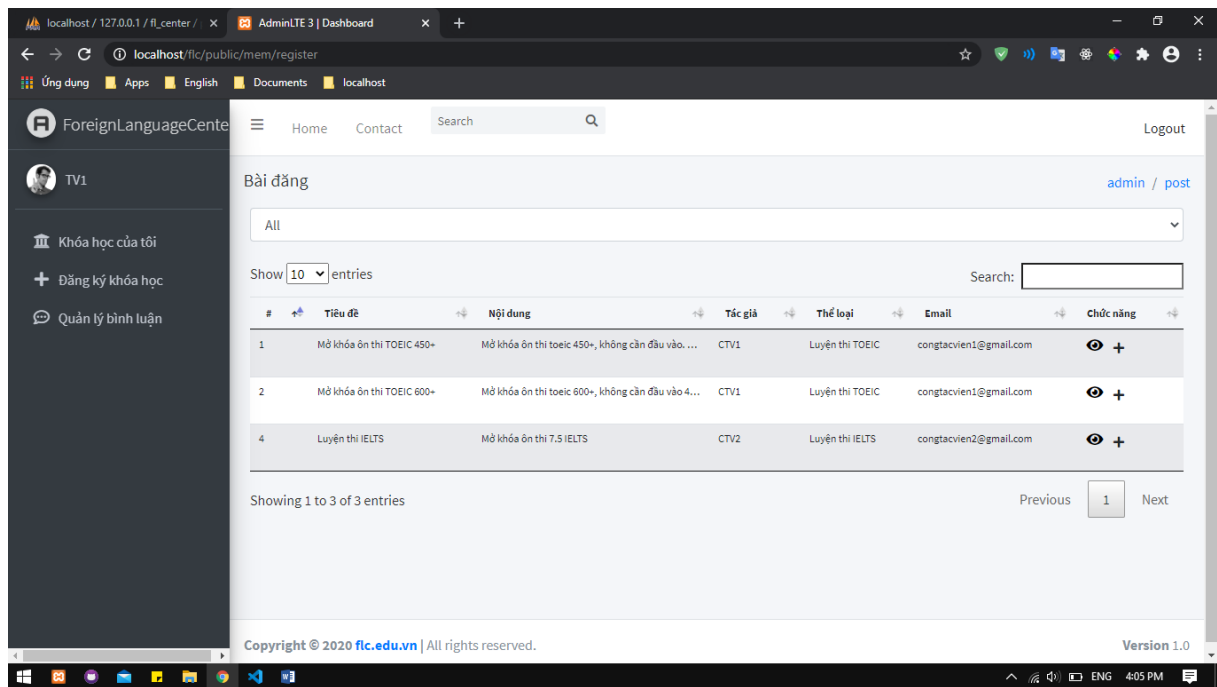 localhost / 127.0.0.1 / fl_center /
AdminLTE 3 | Dashboard
localhost/flc/public/mem/register
Ứng dụng Apps English Documents localhost
ForeignLanguageCente
Home Contact Search Logout
TV1
Bài đăng admin / post
All
Khóa học của tôi
Đăng ký khóa học
Quản lý bình luận
Show 10 entries Search:
# Tiêu đề Nội dung Tác giả Thể loại Email Chức năng
1 Mở khóa ôn thi TOEIC 450+ Mở khóa ôn thi toeic 450+, không cần đầu vào. ... CTV1 Luyện thi TOEIC congtacvien1@gmail.com
2 Mở khóa ôn thi TOEIC 600+ Mở khóa ôn thi toeic 600+, không cần đầu vào 4... CTV1 Luyện thi TOEIC congtacvien1@gmail.com
4 Luyện thi IELTS Mở khóa ôn thi 7.5 IELTS CTV2 Luyện thi IELTS congtacvien2@gmail.com
Showing 1 to 3 of 3 entries Previous 1 Next
Copyright © 2020 flc.edu.vn | All rights reserved. Version 1.0
ENG 4:05 PM